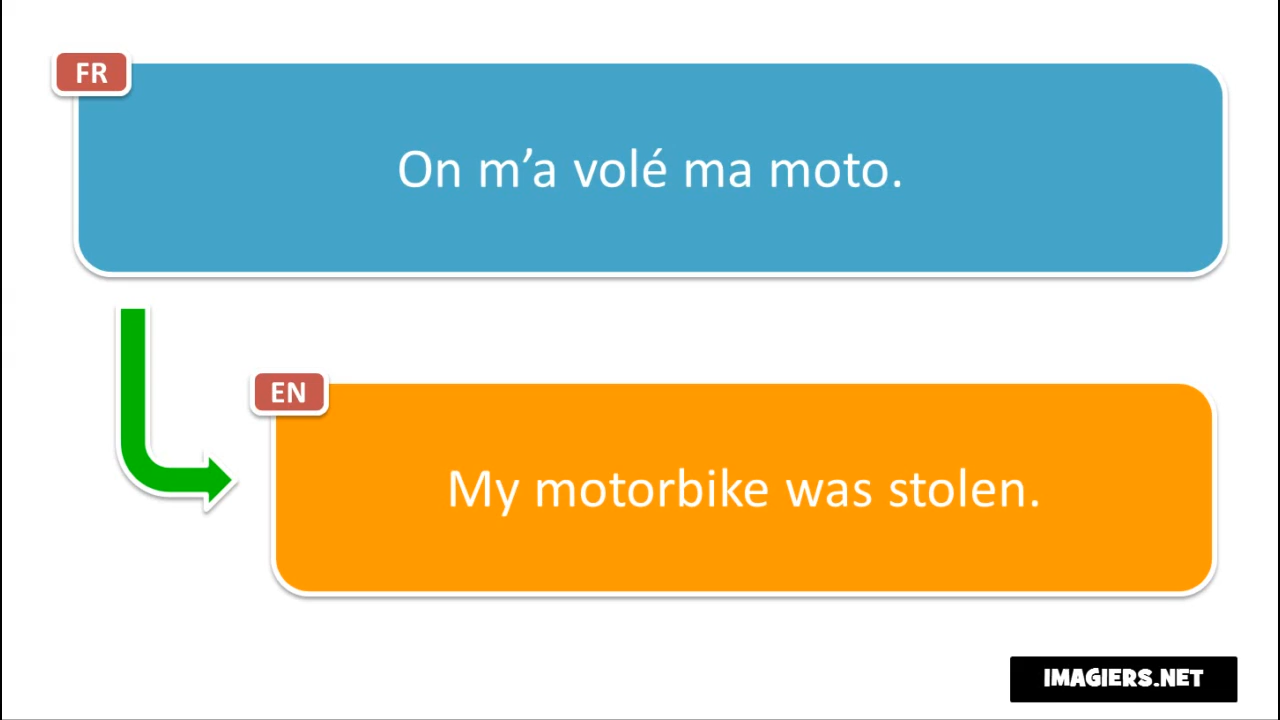 FR
On m’a volé ma moto.
EN
My motorbike was stolen.
IMAGIERS.NET